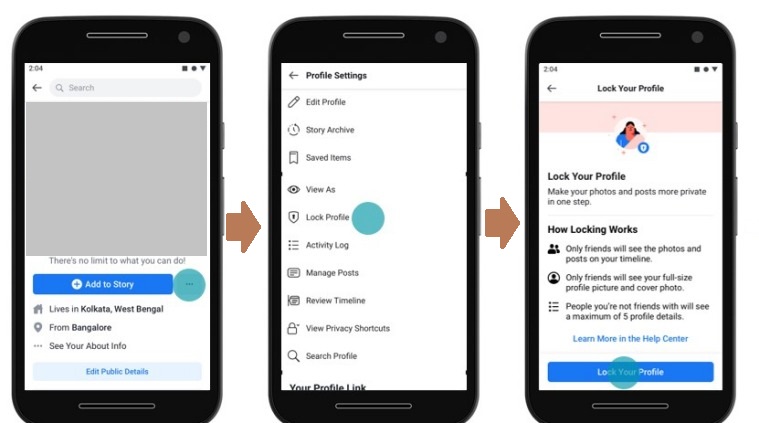 2:04
Search
There's no limit to what you can do!
Add to Story
Lives in Kolkata, West Bengal
From Bangalore
See Your About Info
Edit Public Details
Profile Settings
Edit Profile
Story Archive
Saved Items
View As
Lock Profile
Activity Log
Manage Posts
Review Timeline
View Privacy Shortcuts
Search Profile
Your Profile Link
2:04
Lock Your Profile
Lock Your Profile
Make your photos and posts more private
in one step.
How Locking Works
Only friends will see the photos and
posts on your timeline.
Only friends will see your full-size
profile picture and cover photo.
People you're not friends with will see
a maximum of 5 profile details.
Learn More in the Help Center
Lock Your Profile